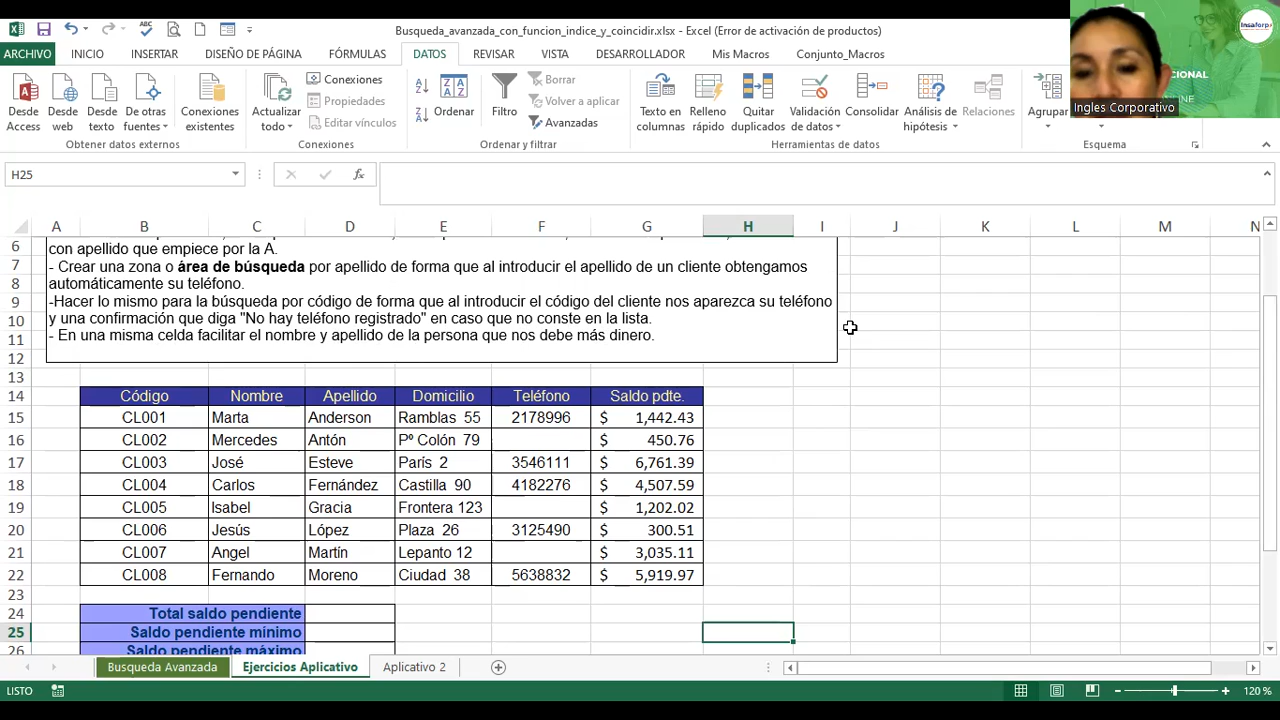 Busqueda_avanzada_con_funcion_indice_y_coincidir.xlsx - Excel (Error de activación de productos)
Insaforp
CIONAL
NLINE
Ingles Corporativo
ARCHIVO INICIO INSERTAR DISEÑO DE PÁGINA FÓRMULAS DATOS REVISAR VISTA DESARROLLADOR Mis Macros Conjunto_Macros
Desde Access
Desde web
Desde texto
De otras fuentes
Conexiones existentes
Obtener datos externos
Actualizar todo
Conexiones
Propiedades
Editar vínculos
Conexiones
Ordenar
Filtro
Borrar
Volver a aplicar
Avanzadas
Ordenar y filtrar
Texto en columnas
Relleno rápido
Quitar duplicados
Validación de datos
Consolidar
Análisis de hipótesis
Relaciones
Herramientas de datos
Agrupar
Esquema
H25 fx
A B C D E F G H I J K L M N
6 con apellido que empiece por la A.
7 - Crear una zona o área de búsqueda por apellido de forma que al introducir el apellido de un cliente obtengamos
8 automáticamente su teléfono.
9 -Hacer lo mismo para la búsqueda por código de forma que al introducir el código del cliente nos aparezca su teléfono
10 y una confirmación que diga "No hay teléfono registrado" en caso que no conste en la lista.
11 - En una misma celda facilitar el nombre y apellido de la persona que nos debe más dinero.
12
13
14 Código Nombre Apellido Domicilio Teléfono Saldo pdte.
15 CL001 Marta Anderson Ramblas 55 2178996 $ 1,442.43
16 CL002 Mercedes Antón Pº Colón 79 $ 450.76
17 CL003 José Esteve París 2 3546111 $ 6,761.39
18 CL004 Carlos Fernández Castilla 90 4182276 $ 4,507.59
19 CL005 Isabel Gracia Frontera 123 $ 1,202.02
20 CL006 Jesús López Plaza 26 3125490 $ 300.51
21 CL007 Angel Martín Lepanto 12 $ 3,035.11
22 CL008 Fernando Moreno Ciudad 38 5638832 $ 5,919.97
23
24 Total saldo pendiente
25 Saldo pendiente mínimo
26 Saldo pendiente máximo
Busqueda Avanzada Ejercicios Aplicativo Aplicativo 2
LISTO 120 %